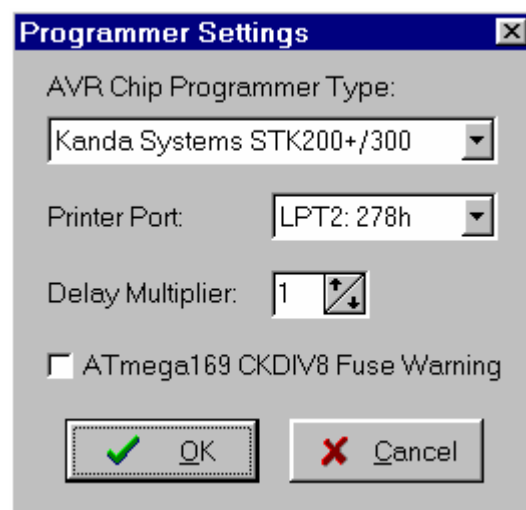 Programmer Settings
AVR Chip Programmer Type:
Kanda Systems STK200+/300
Printer Port: LPT2: 278h
Delay Multiplier: 1
ATmega169 CKDIV8 Fuse Warning
OK Cancel